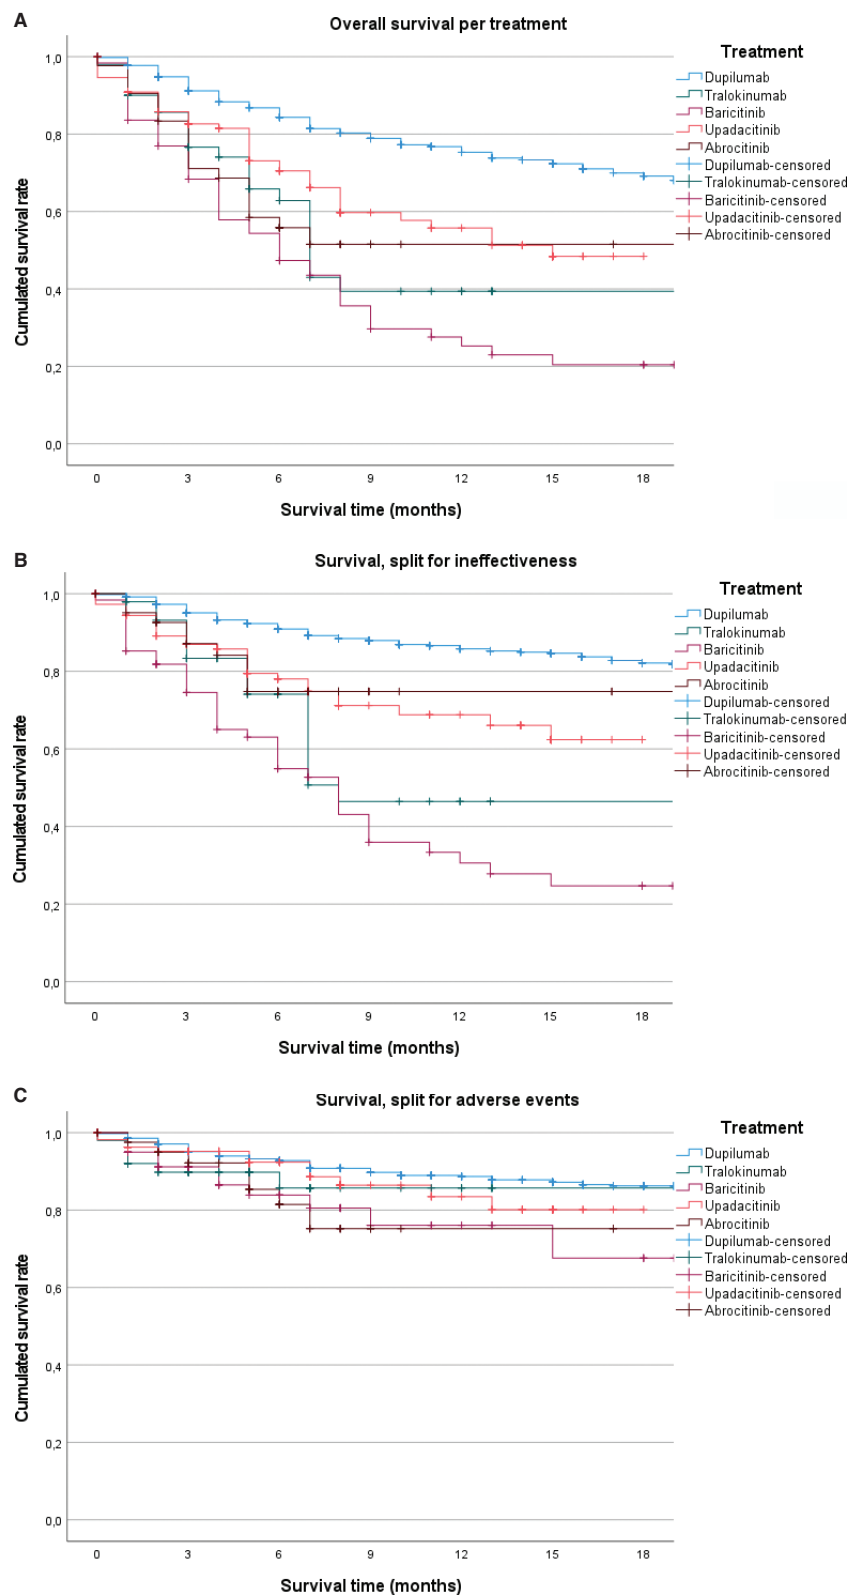 A
Overall survival per treatment
Cumulated survival rate
1,0
0,8
0,6
0,4
0,2
0,0
0 3 6 9 12 15 18
Survival time (months)
Treatment
Dupilumab
Tralokinumab
Baricitinib
Upadacitinib
Abrocitinib
Dupilumab-censored
Tralokinumab-censored
Baricitinib-censored
Upadacitinib-censored
Abrocitinib-censored
B
Survival, split for ineffectiveness
Cumulated survival rate
1,0
0,8
0,6
0,4
0,2
0,0
0 3 6 9 12 15 18
Survival time (months)
Treatment
Dupilumab
Tralokinumab
Baricitinib
Upadacitinib
Abrocitinib
Dupilumab-censored
Tralokinumab-censored
Baricitinib-censored
Upadacitinib-censored
Abrocitinib-censored
C
Survival, split for adverse events
Cumulated survival rate
1,0
0,8
0,6
0,4
0,2
0,0
0 3 6 9 12 15 18
Survival time (months)
Treatment
Dupilumab
Tralokinumab
Baricitinib
Upadacitinib
Abrocitinib
Dupilumab-censored
Tralokinumab-censored
Baricitinib-censored
Upadacitinib-censored
Abrocitinib-censored